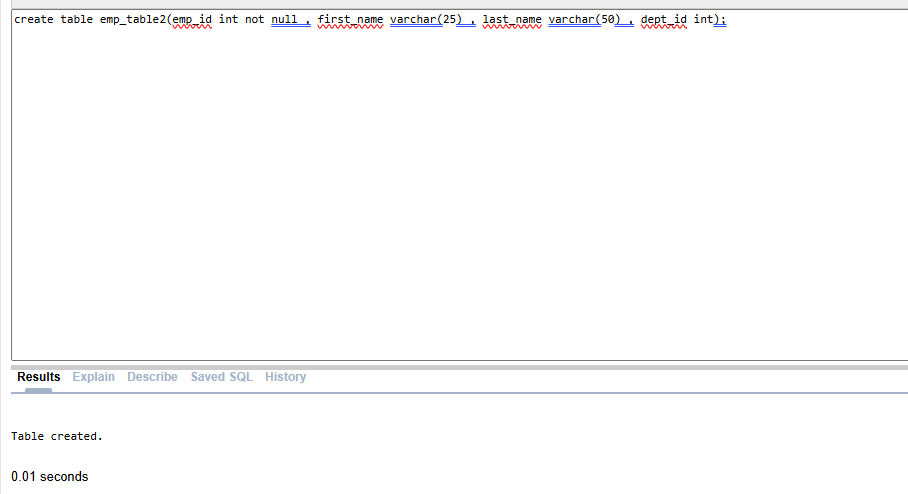 create table emp_table2(emp_id int not null , first_name varchar(25) , last_name varchar(50) , dept_id int);
Results Explain Describe Saved SQL History
Table created.
0.01 seconds